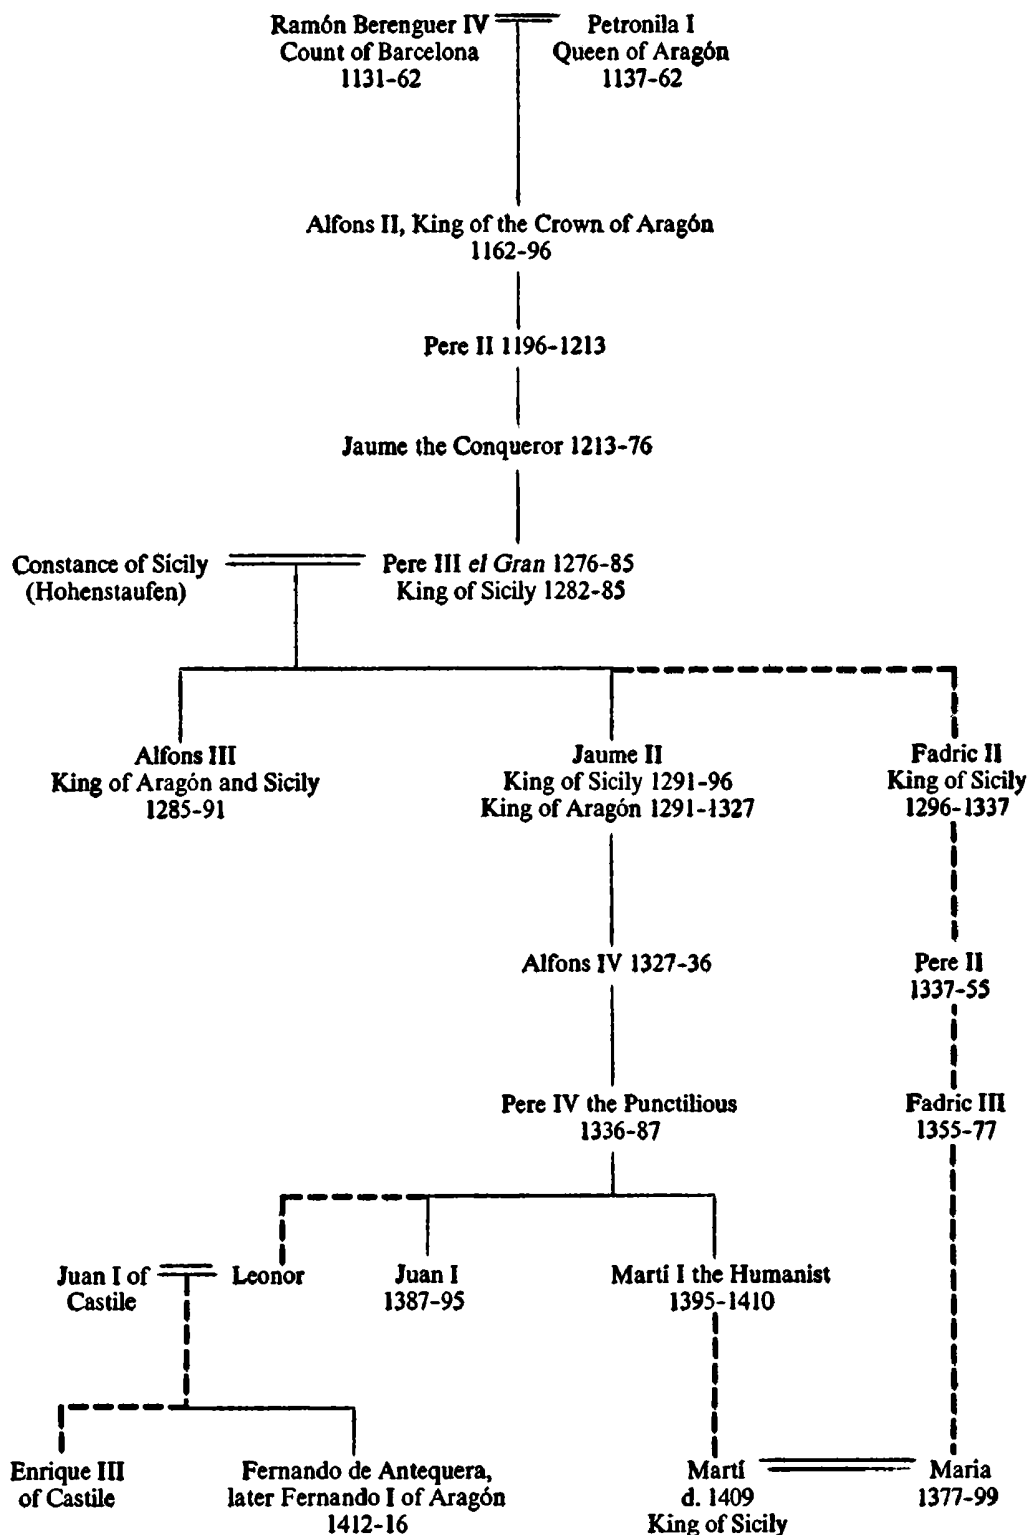 Ramón Berenguer IV
Count of Barcelona
1131-62
Petronila I
Queen of Aragón
1137-62
Alfons II, King of the Crown of Aragón
1162-96
Pere II 1196-1213
Jaume the Conqueror 1213-76
Constance of Sicily
(Hohenstaufen)
Pere III el Gran 1276-85
King of Sicily 1282-85
Alfons III
King of Aragón and Sicily
1285-91
Jaume II
King of Sicily 1291-96
King of Aragón 1291-1327
Fadric II
King of Sicily
1296-1337
Alfons IV 1327-36
Pere II
1337-55
Pere IV the Punctilious
1336-87
Fadric III
1355-77
Juan I of
Castile
Leonor
Juan I
1387-95
Martí I the Humanist
1395-1410
Enrique III
of Castile
Fernando de Antequera,
later Fernando I of Aragón
1412-16
Martí
d. 1409
King of Sicily
Maria
1377-99